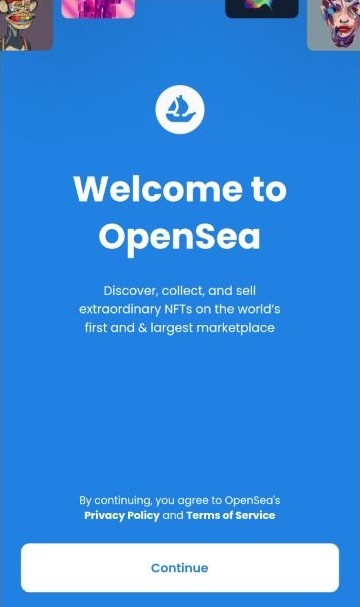 Welcome to
OpenSea
Discover, collect, and sell
extraordinary NFTs on the world's
first and & largest marketplace
By continuing, you agree to OpenSea's
Privacy Policy and Terms of Service
Continue